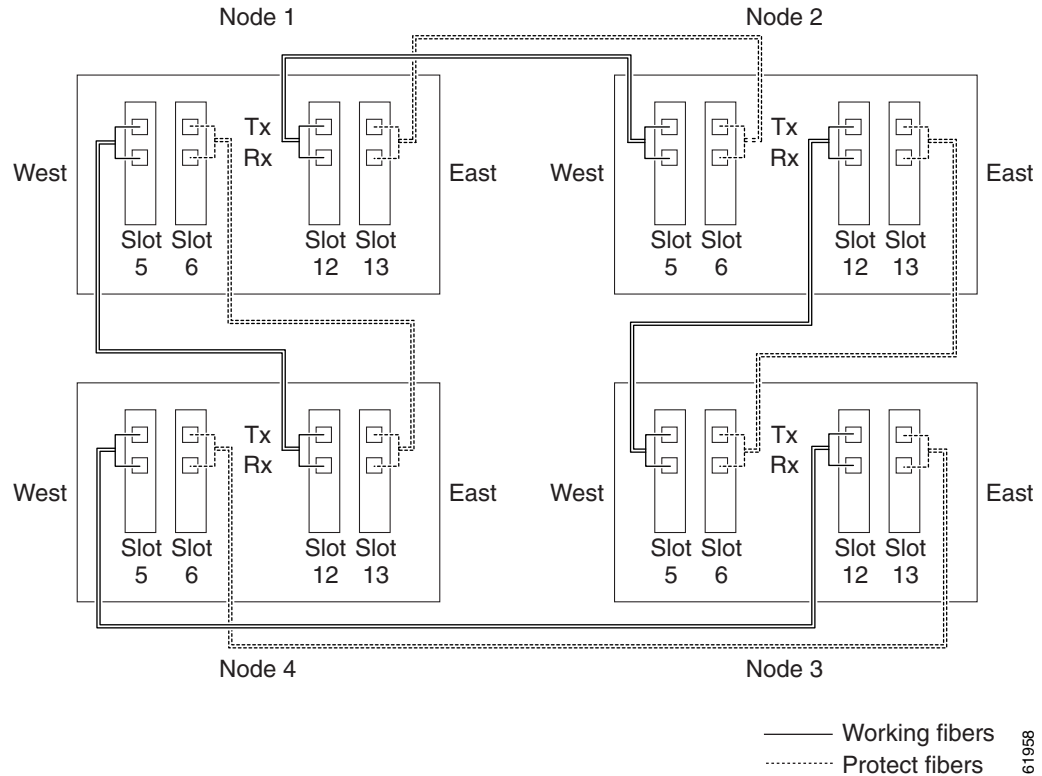 Node 1
Node 2
Tx
Rx
Tx
Rx
West
East
West
East
Slot Slot
5 6
Slot Slot
12 13
Slot Slot
5 6
Slot Slot
12 13
Tx
Rx
Tx
Rx
West
East
West
East
Slot Slot
5 6
Slot Slot
12 13
Slot Slot
5 6
Slot Slot
12 13
Node 4
Node 3
Working fibers
Protect fibers
61958